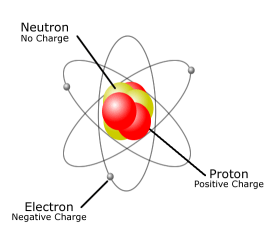 Neutron
No Charge
Proton
Positive Charge
Electron
Negative Charge